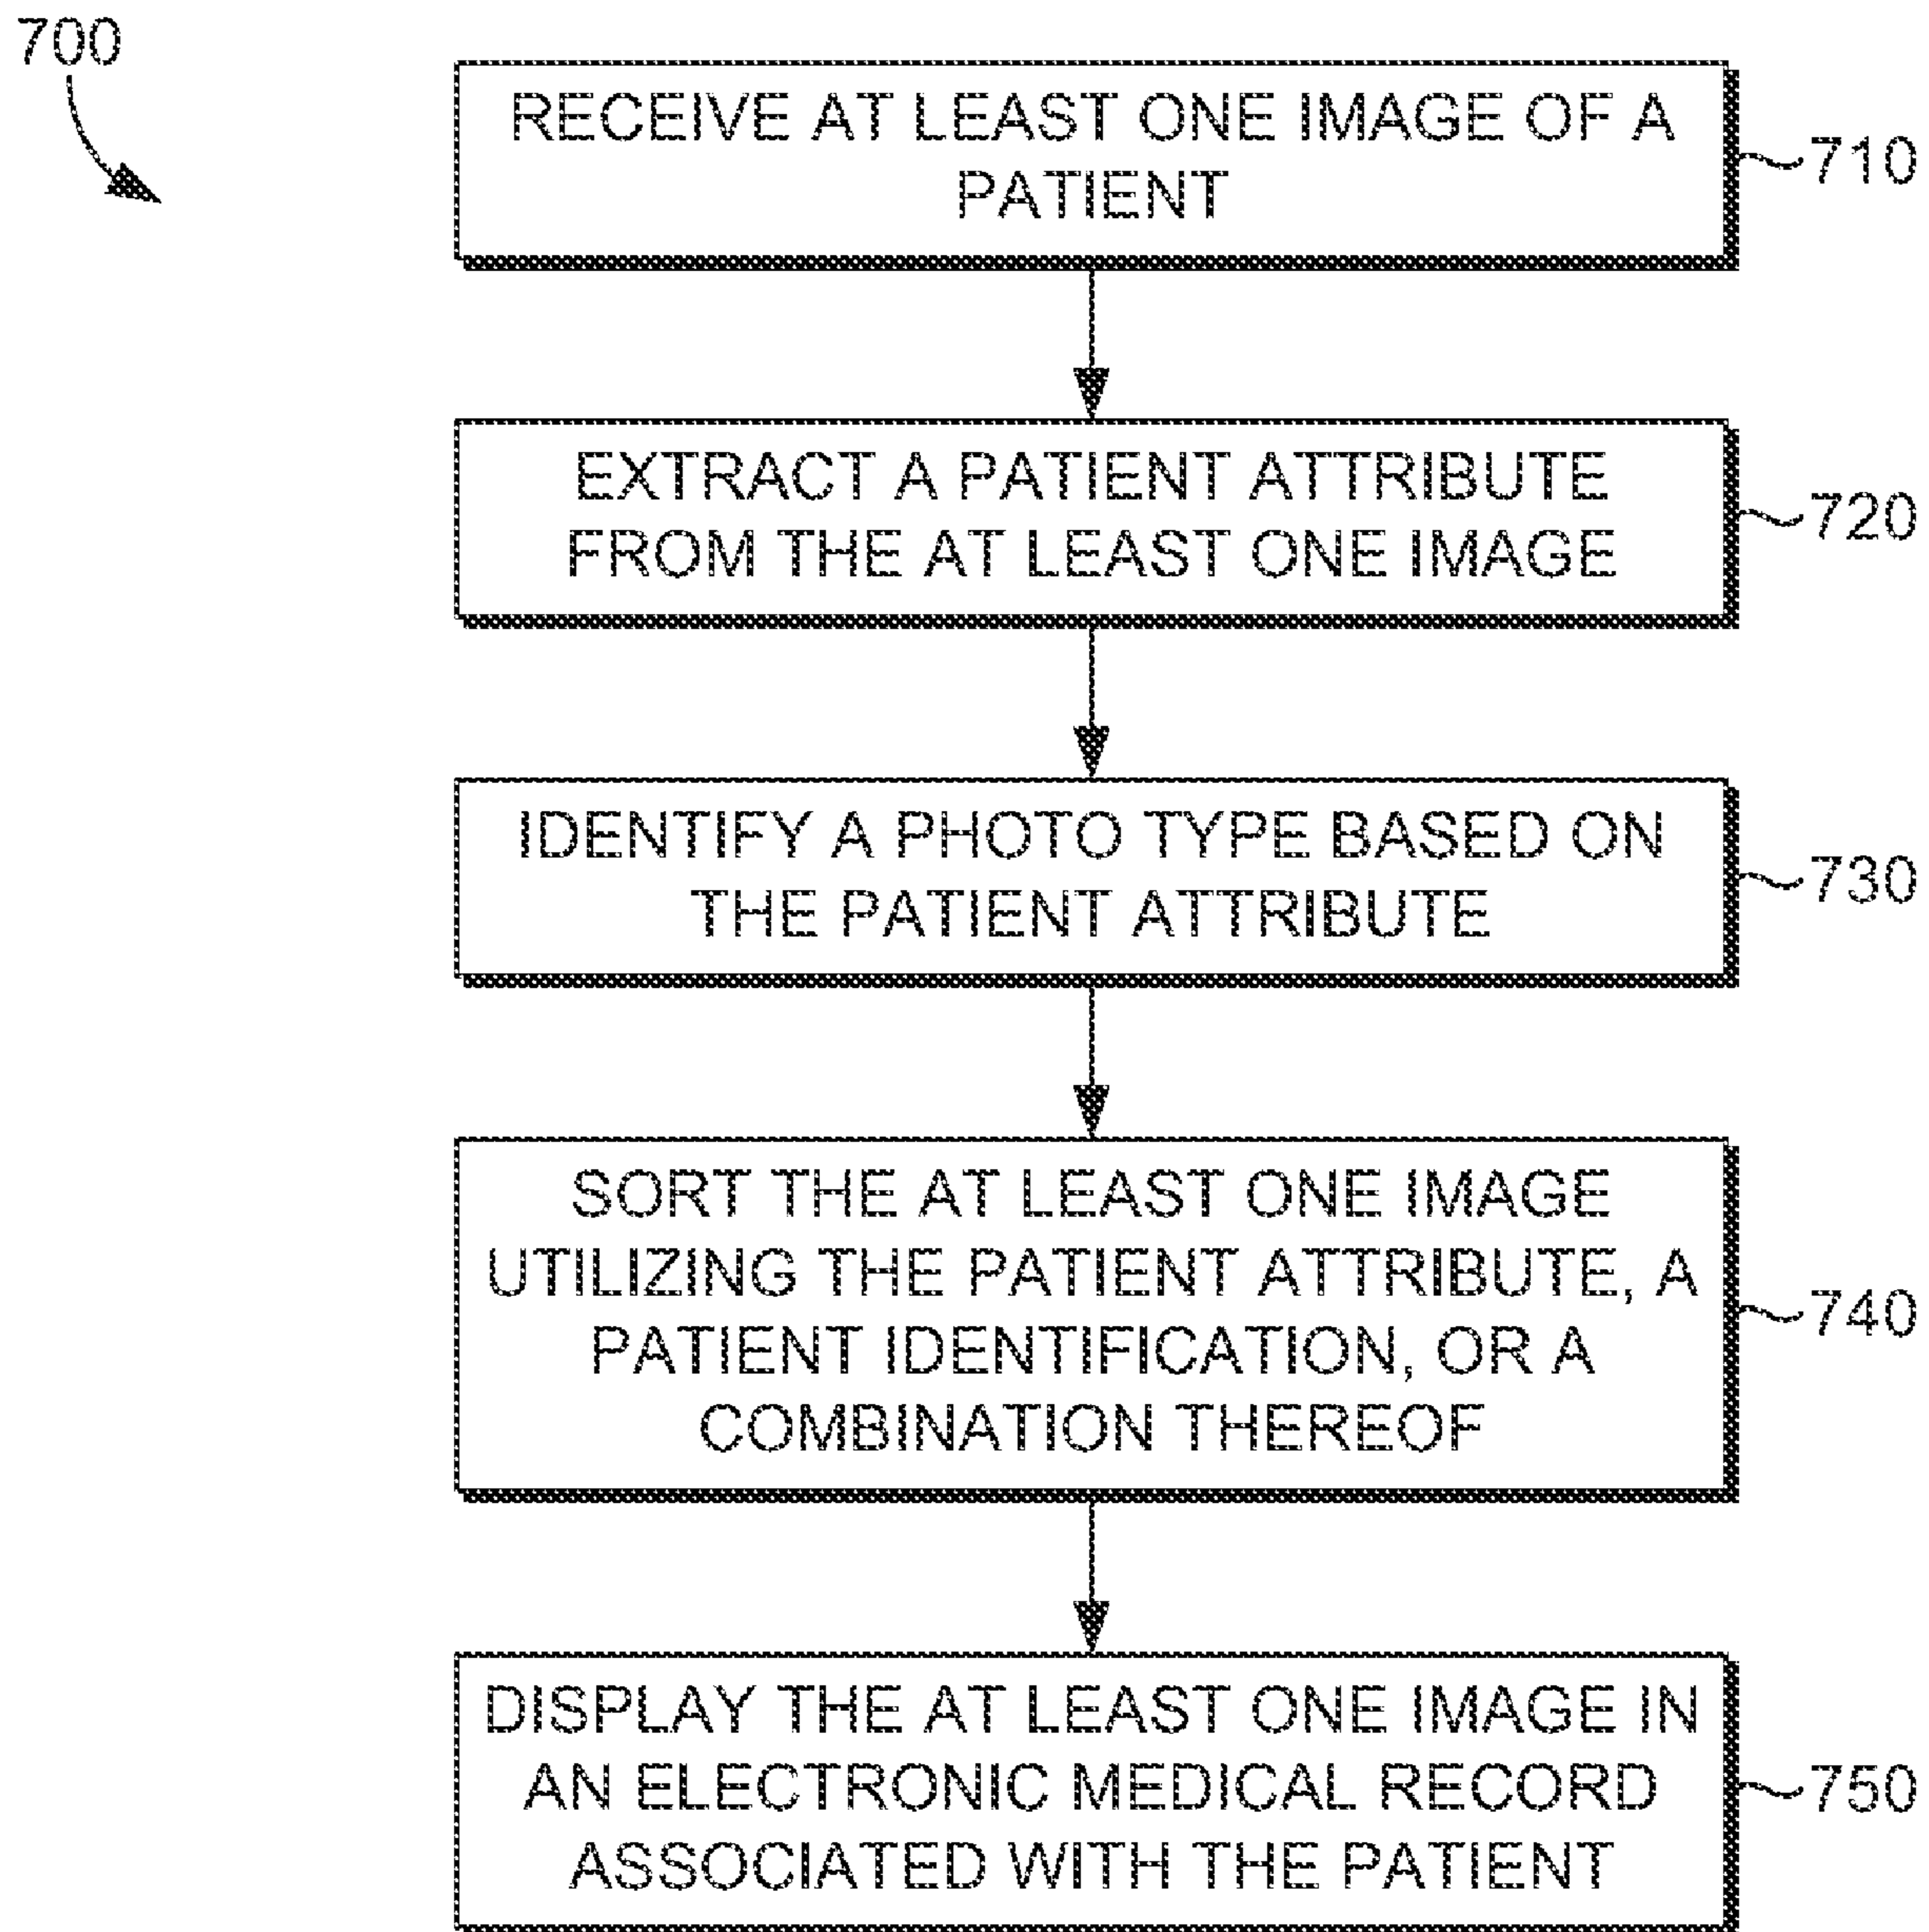 700
RECEIVE AT LEAST ONE IMAGE OF A
PATIENT
710
EXTRACT A PATIENT ATTRIBUTE
FROM THE AT LEAST ONE IMAGE
720
IDENTIFY A PHOTO TYPE BASED ON
THE PATIENT ATTRIBUTE
730
SORT THE AT LEAST ONE IMAGE
UTILIZING THE PATIENT ATTRIBUTE, A
PATIENT IDENTIFICATION, OR A
COMBINATION THEREOF
740
DISPLAY THE AT LEAST ONE IMAGE IN
AN ELECTRONIC MEDICAL RECORD
ASSOCIATED WITH THE PATIENT
750